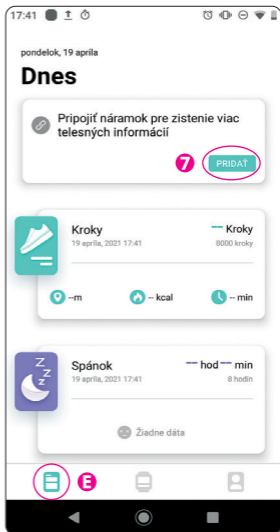 17:41
pondelok, 19 apríla
Dnes
Pripojiť náramok pre zistenie viac
telesných informácií
7 PRIDAŤ
Kroky -- Kroky
19 apríla, 2021 17:41 8000 kroky
--m -- kcal -- min
Z Z Z
Spánok -- hod -- min
19 apríla, 2021 17:41 8 hodín
Žiadne dáta
E